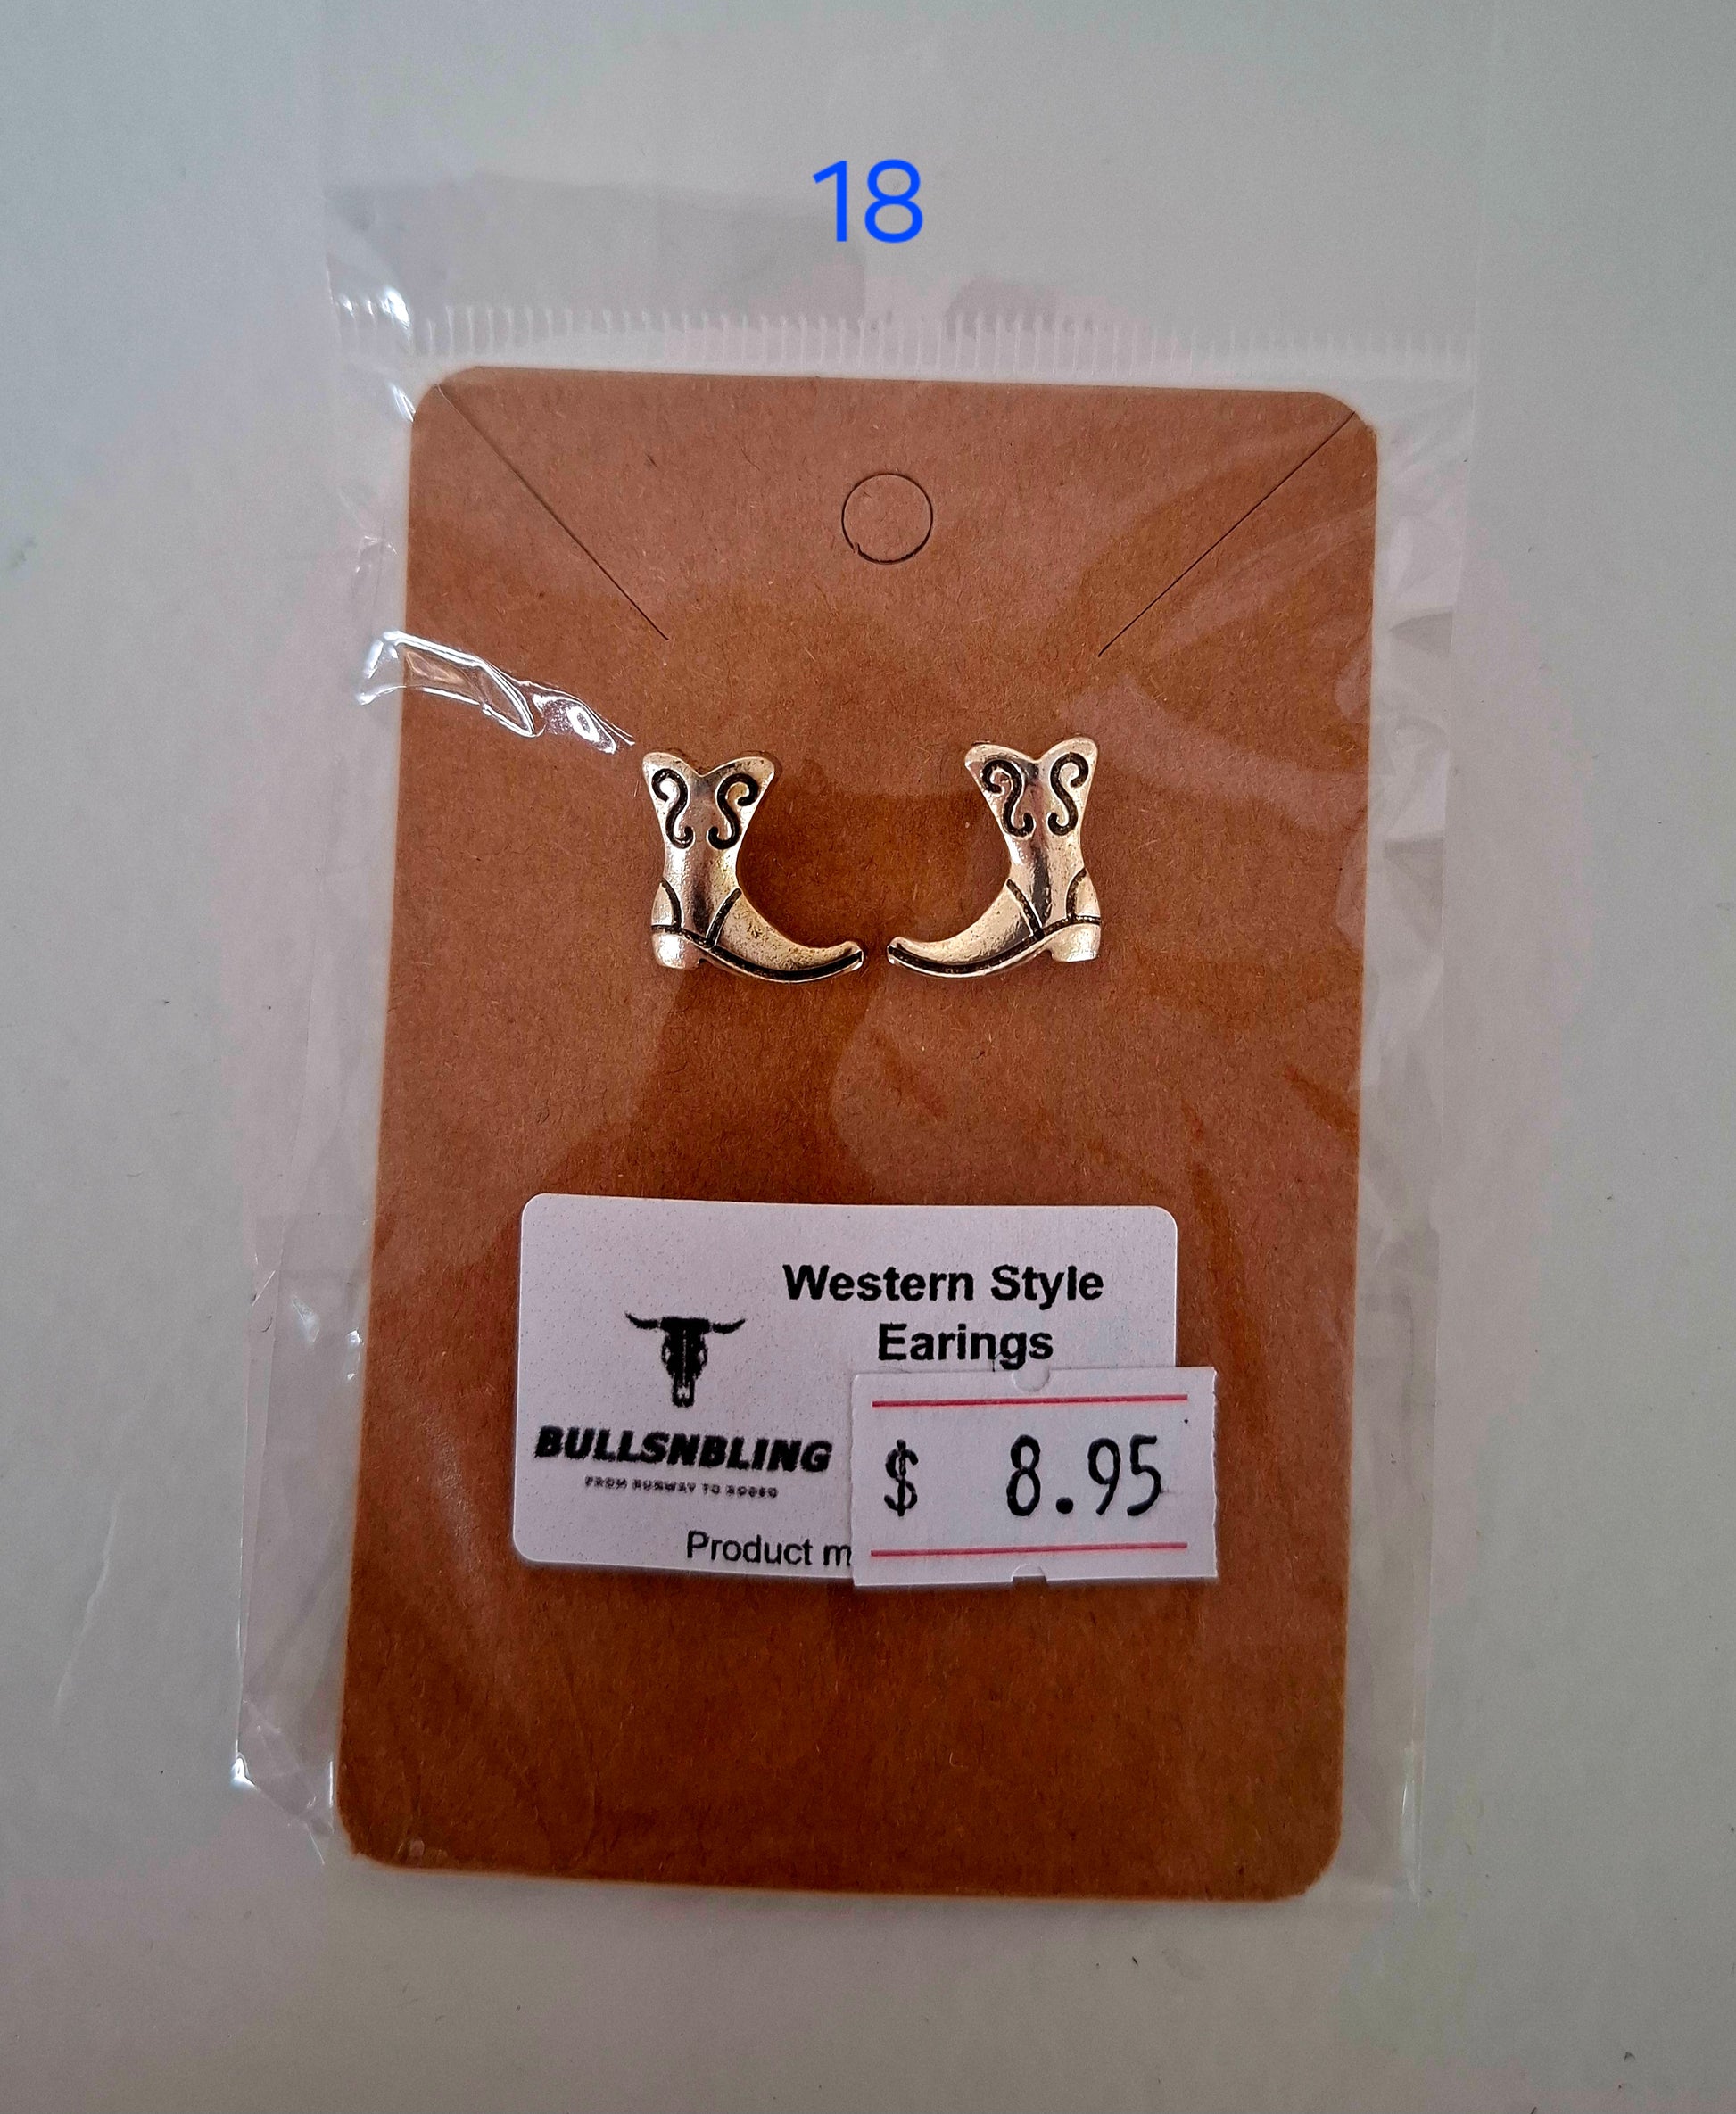 18
Western Style
Earings
BULLSNBLING
FROM RUNWAY TO RODEO
$ 8.95
Product m